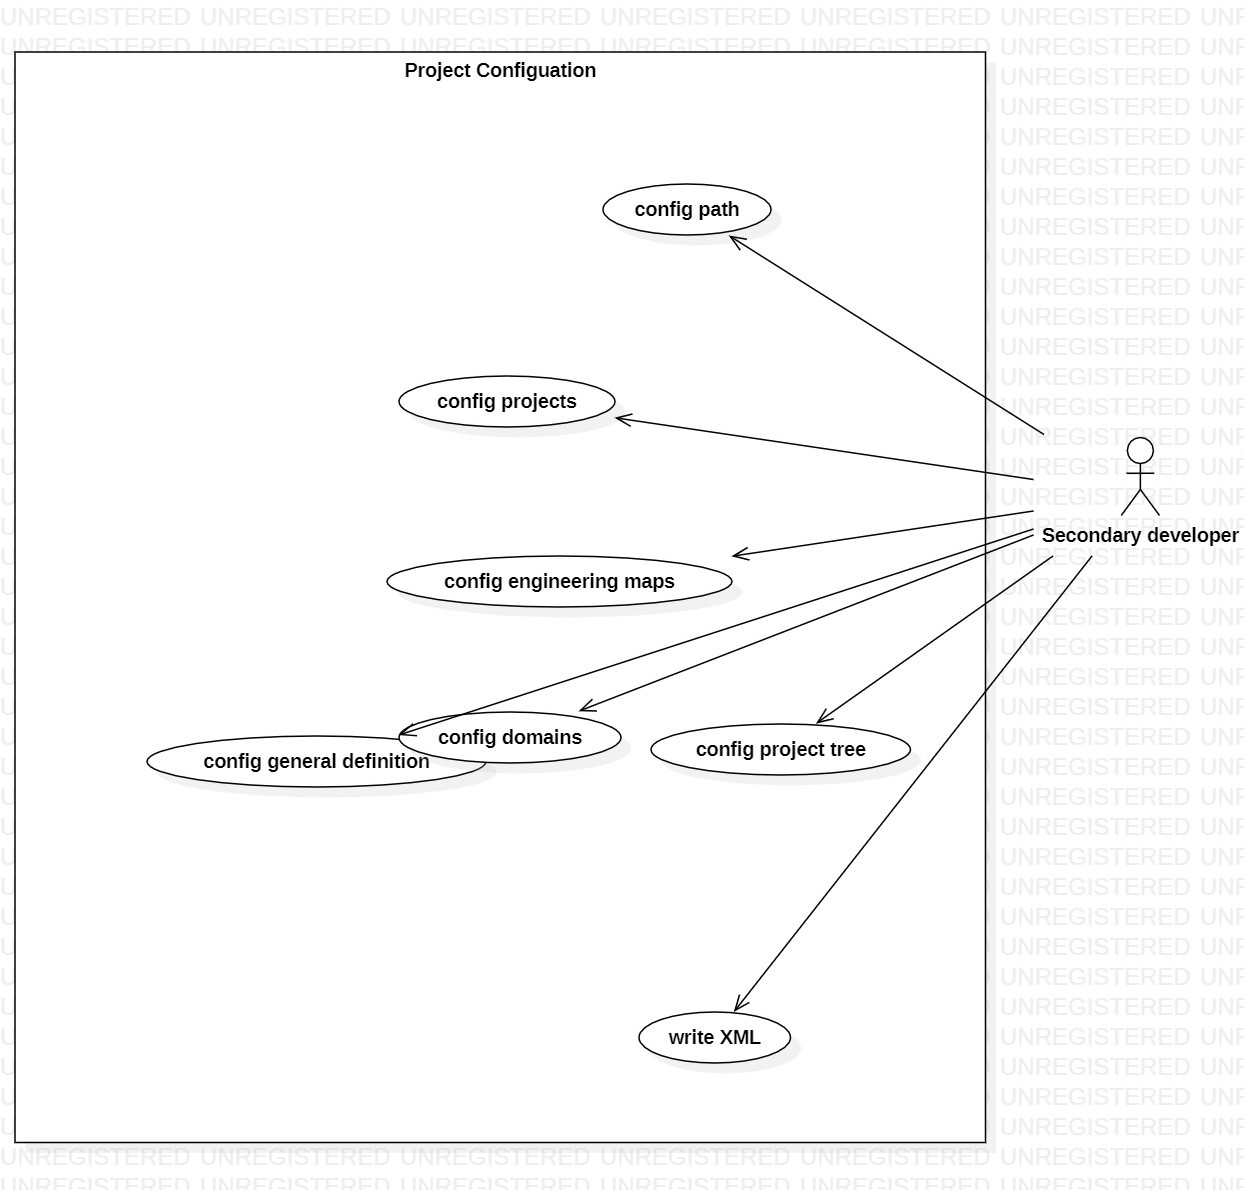 Project Configuation
config path
config projects
Secondary developer
config engineering maps
config domains
config general definition
config project tree
write XML
UNREGISTERED